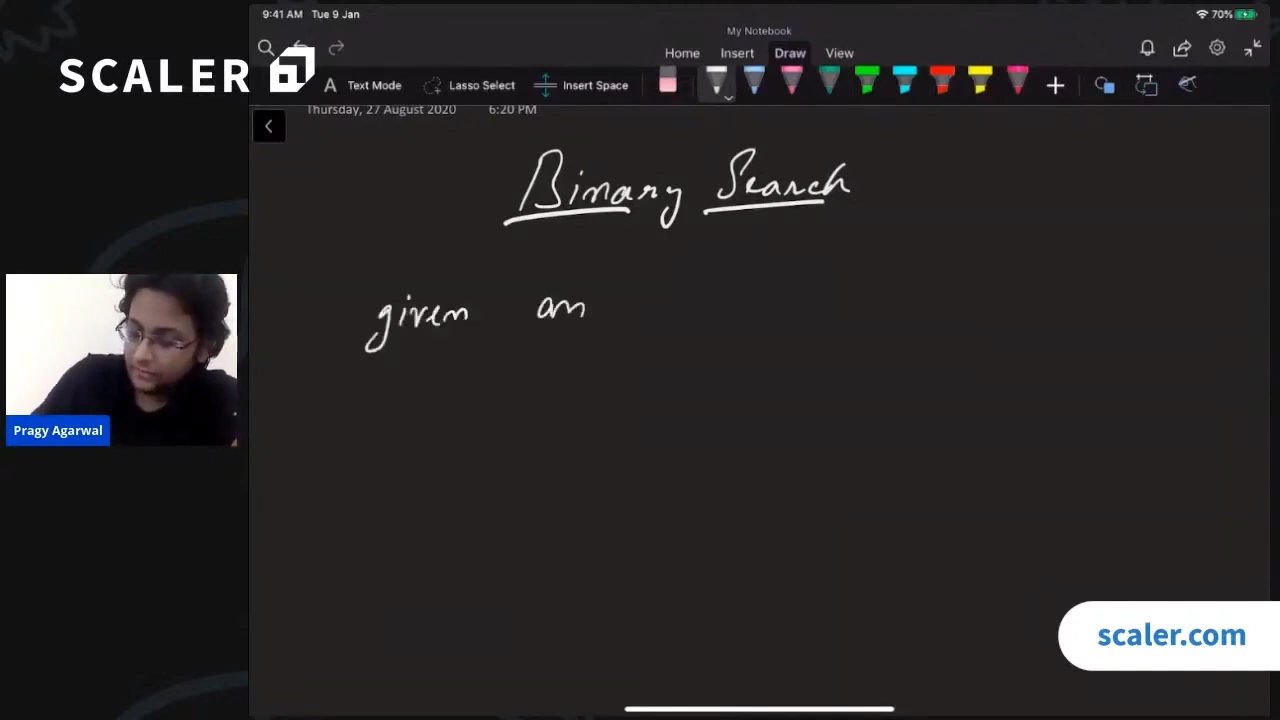 9:41 AM Tue 9 Jan
70%
My Notebook
Home Insert Draw View
SCALER
A Text Mode Lasso Select Insert Space
Thursday, 27 August 2020 6:20 PM
Binary Search
given an
Pragy Agarwal
scaler.com